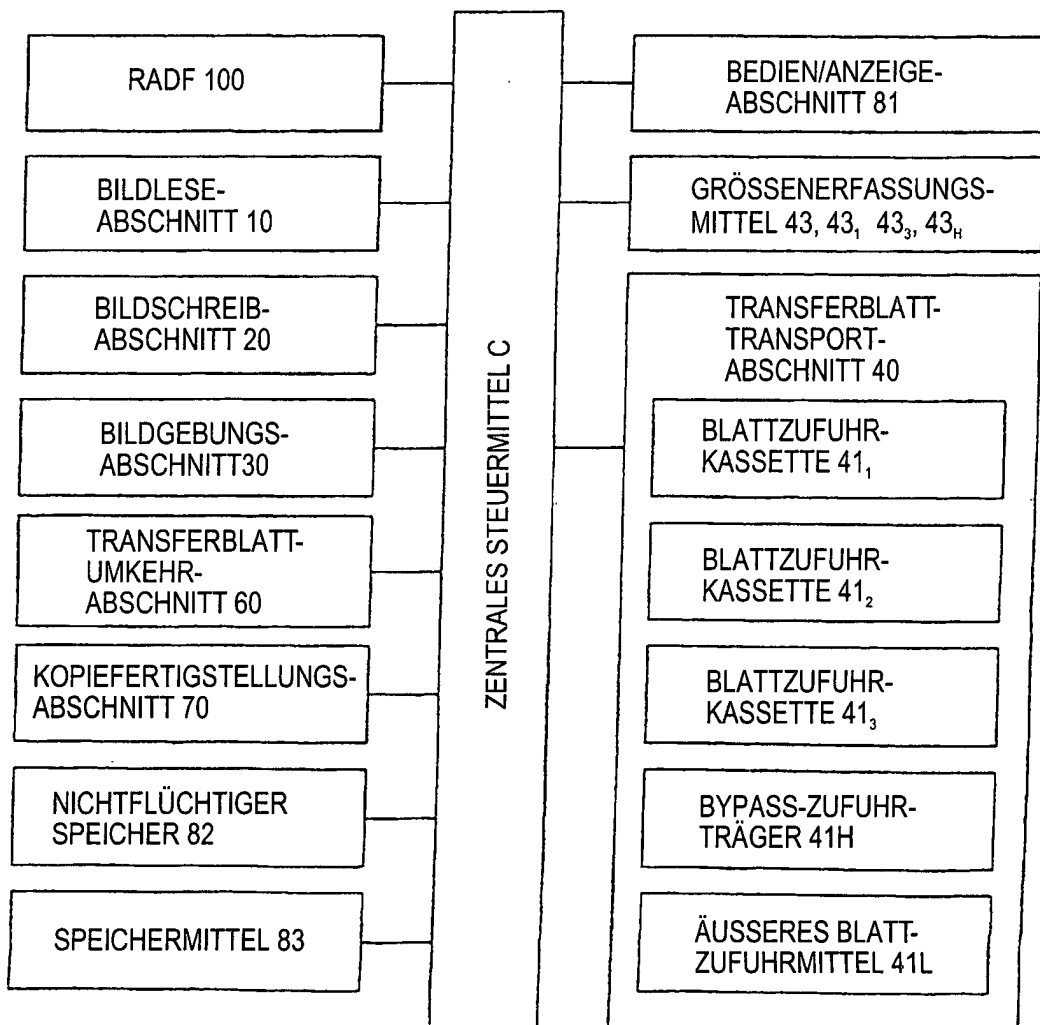 RADF 100
BILDLESE-
ABSCHNITT 10
BILDSCHREIB-
ABSCHNITT 20
BILDGEBUNGS-
ABSCHNITT30
TRANSFERBLATT-
UMKEHR-
ABSCHNITT 60
KOPIEFERTIGSTELLUNGS-
ABSCHNITT 70
NICHTFLÜCHTIGER
SPEICHER 82
SPEICHERMITTEL 83
ZENTRALES STEUERMITTEL C
BEDIEN/ANZEIGE-
ABSCHNITT 81
GRÖSSENERFASSUNGS-
MITTEL 43, 43₁ 43₃, 43H
TRANSFERBLATT-
TRANSPORT-
ABSCHNITT 40
BLATTZUFUHR-
KASSETTE 41₁
BLATTZUFUHR-
KASSETTE 41₂
BLATTZUFUHR-
KASSETTE 41₃
BYPASS-ZUFUHR-
TRÄGER 41H
ÄUSSERES BLATT-
ZUFUHRMITTEL 41L